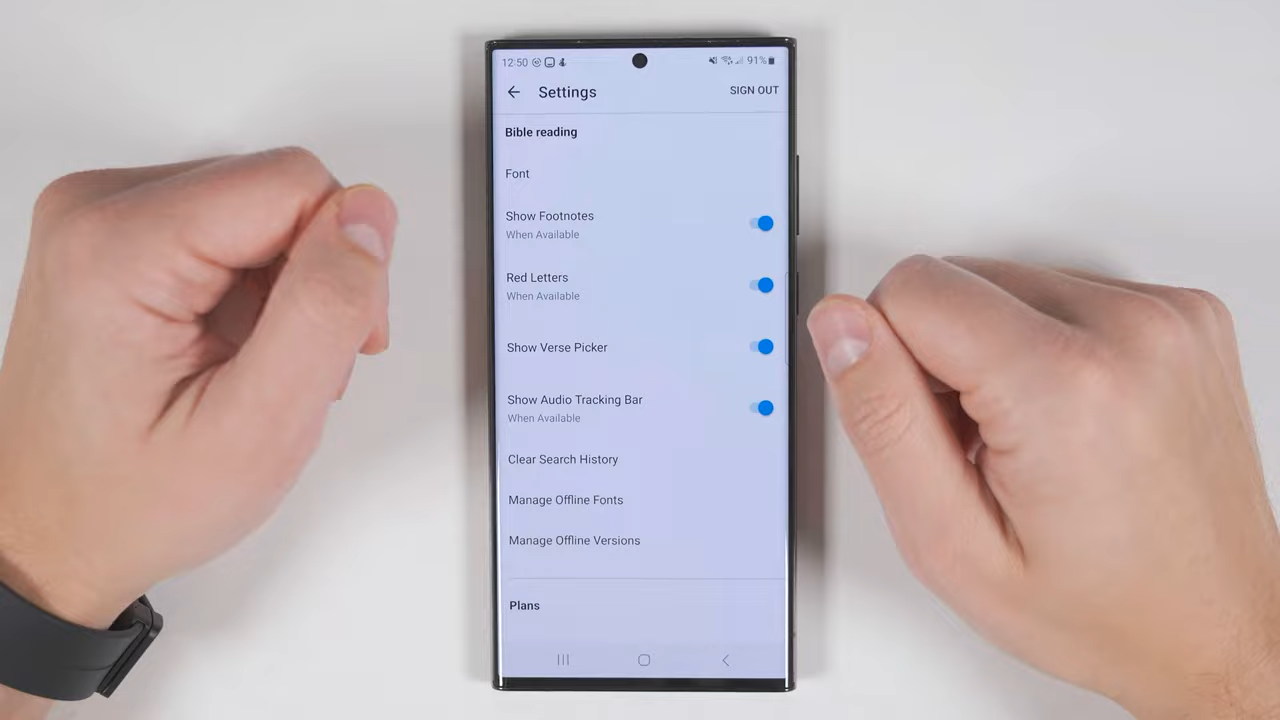 12:50 91%
Settings SIGN OUT
Bible reading
Font
Show Footnotes
When Available
Red Letters
When Available
Show Verse Picker
Show Audio Tracking Bar
When Available
Clear Search History
Manage Offline Fonts
Manage Offline Versions
Plans